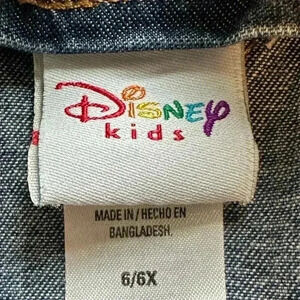 Disney
kids
MADE IN / HECHO EN
BANGLADESH.
6/6X